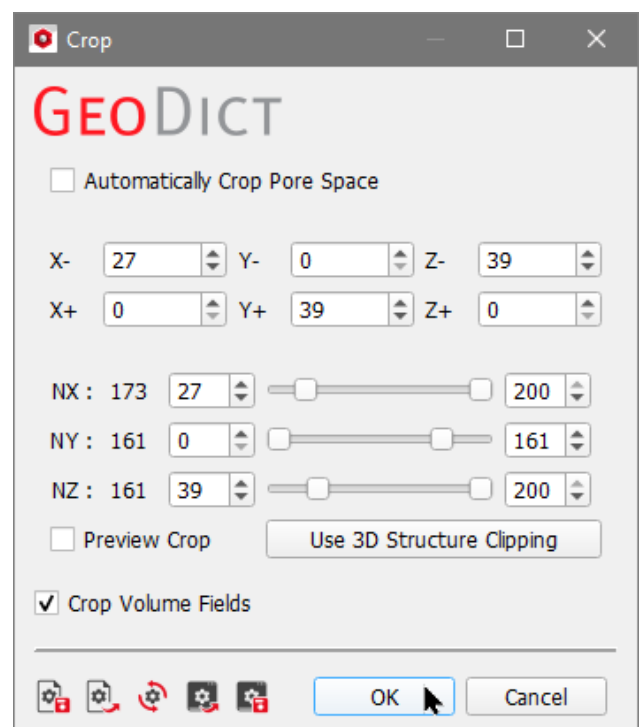 Crop
GEODICT
Automatically Crop Pore Space
X- 27 Y- 0 Z- 39
X+ 0 Y+ 39 Z+ 0
NX : 173 27 200
NY : 161 0 161
NZ : 161 39 200
Preview Crop Use 3D Structure Clipping
Crop Volume Fields
OK Cancel